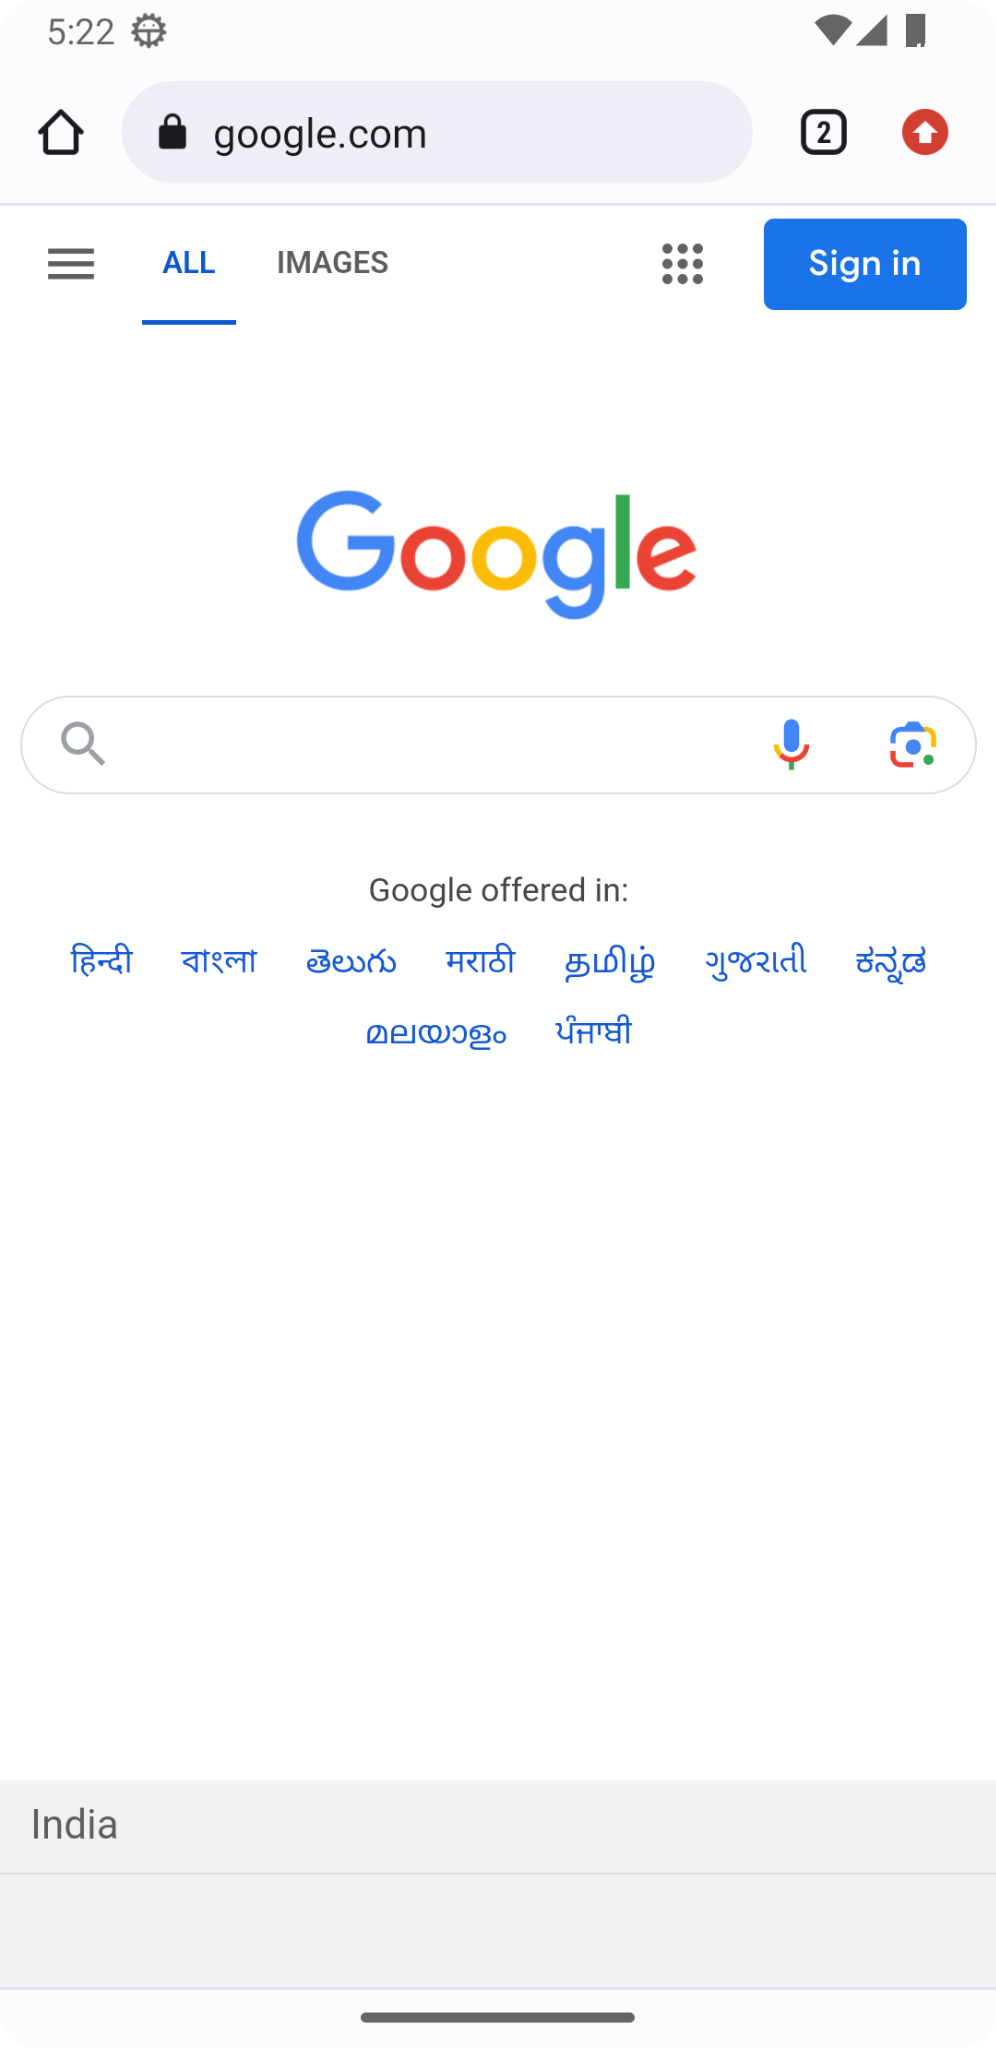 5:22
google.com 2
ALL IMAGES Sign in
Google
Google offered in:
हिन्दी বাংলা తెలుగు मराठी தமிழ் ગુજરાતી ಕನ್ನಡ
മലയാളം ਪੰਜਾਬੀ
India